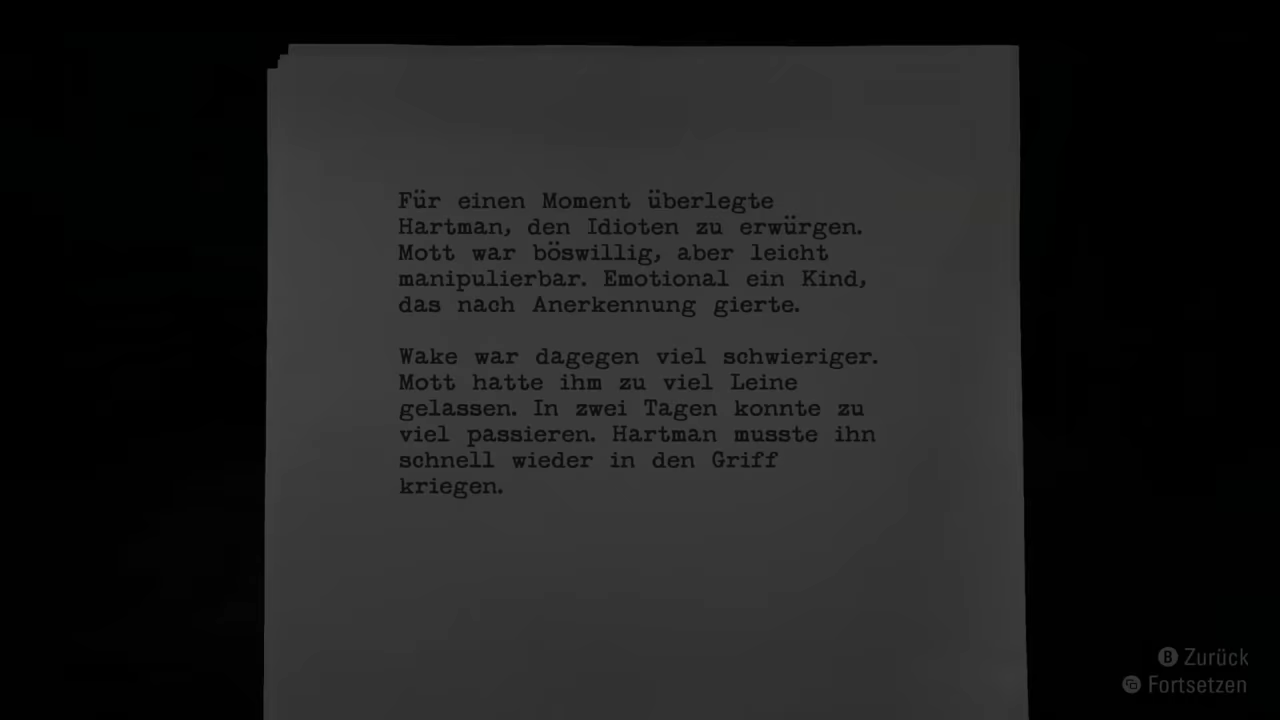 Für einen Moment überlegte
Hartman, den Idioten zu erwürgen.
Mott war böswillig, aber leicht
manipulierbar. Emotional ein Kind,
das nach Anerkennung gierte.
Wake war dagegen viel schwieriger.
Mott hatte ihm zu viel Leine
gelassen. In zwei Tagen konnte zu
viel passieren. Hartman musste ihn
schnell wieder in den Griff
kriegen.
B Zurück
Fortsetzen